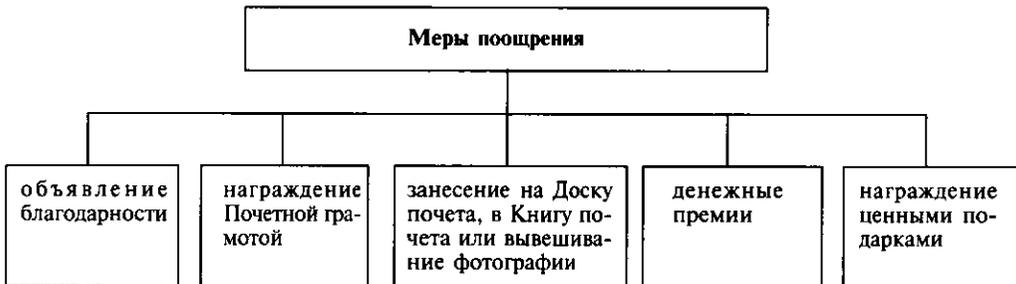 Меры поощрения
объявление
благодарности
награждение
Почетной гра-
мотой
занесение на Доску
почета, в Книгу по-
чета или вывешива-
ние фотографии
денежные
премии
награждение
ценными по-
дарками